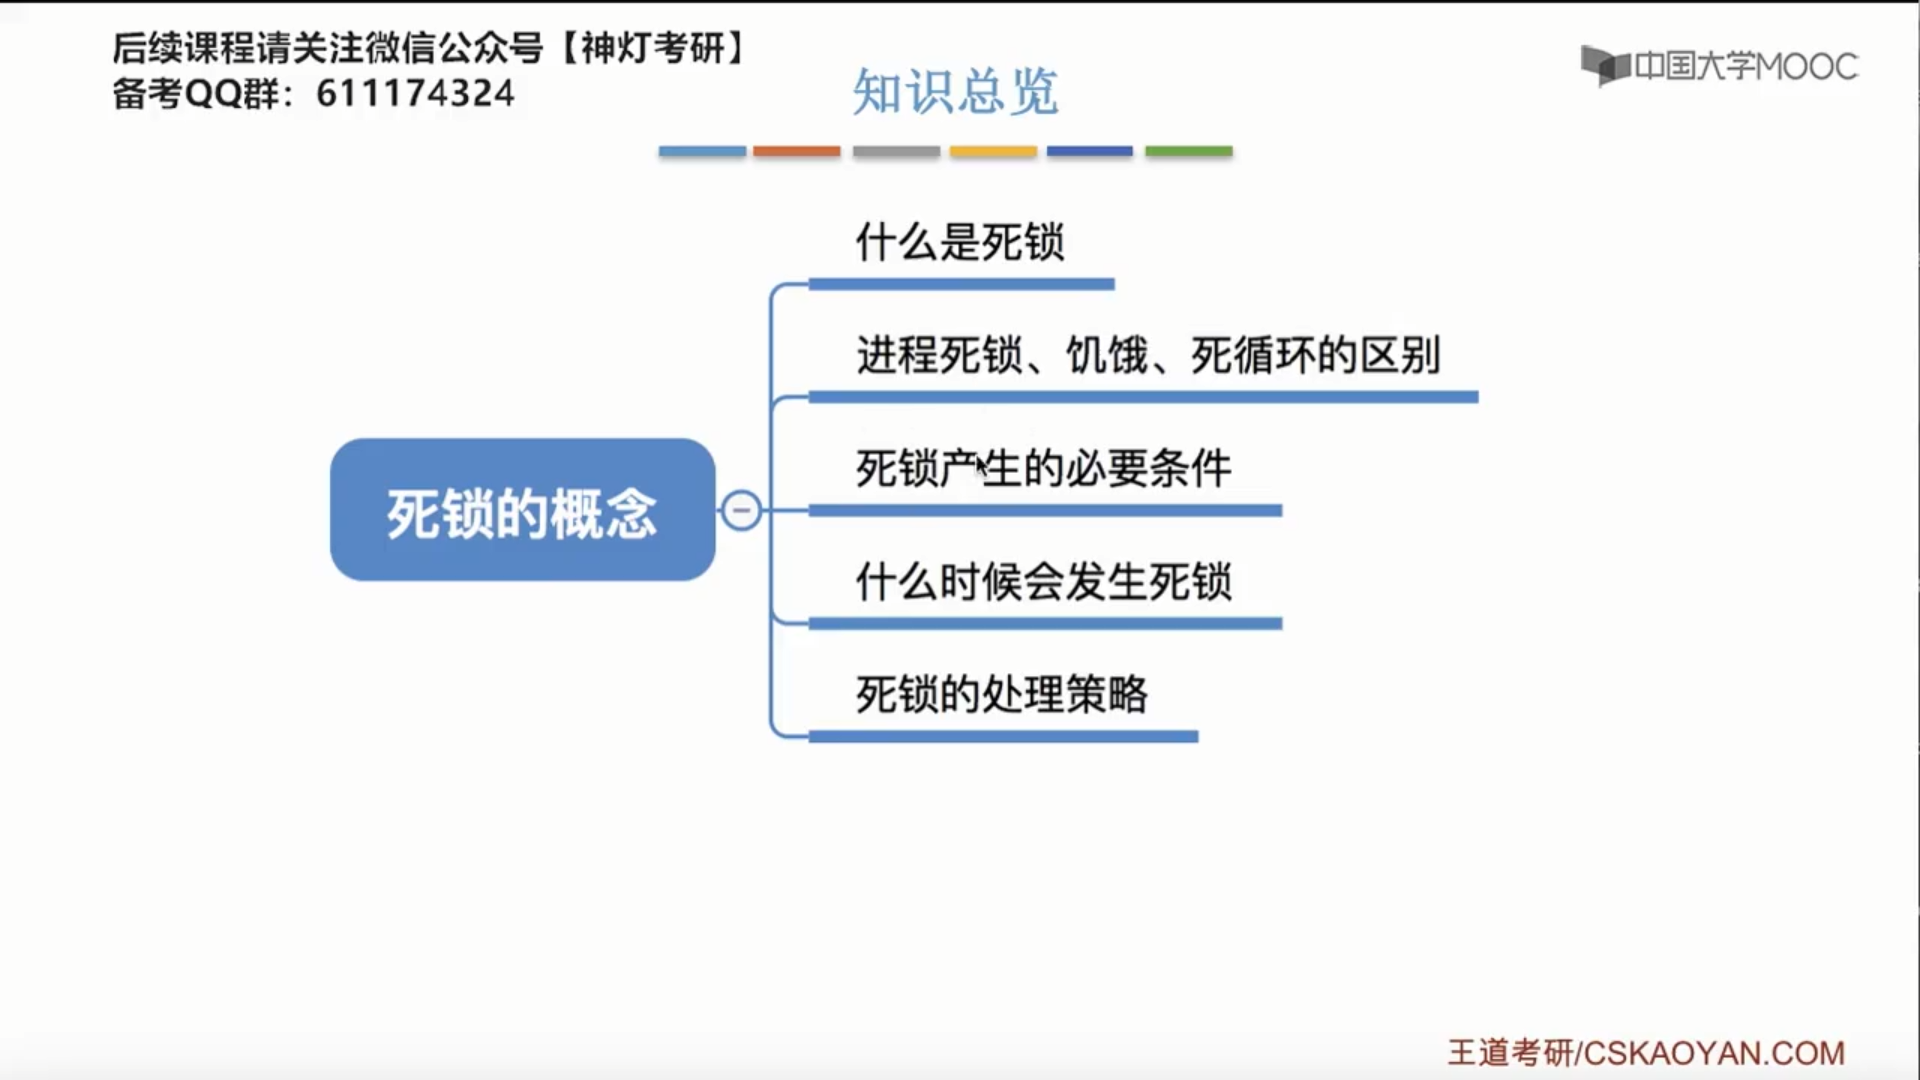 后续课程请关注微信公众号【神灯考研】
备考QQ群：611174324
知识总览
中国大学MOOC
什么是死锁
进程死锁、饥饿、死循环的区别
死锁产生的必要条件
死锁的概念
什么时候会发生死锁
死锁的处理策略
王道考研/CSKAOYAN.COM